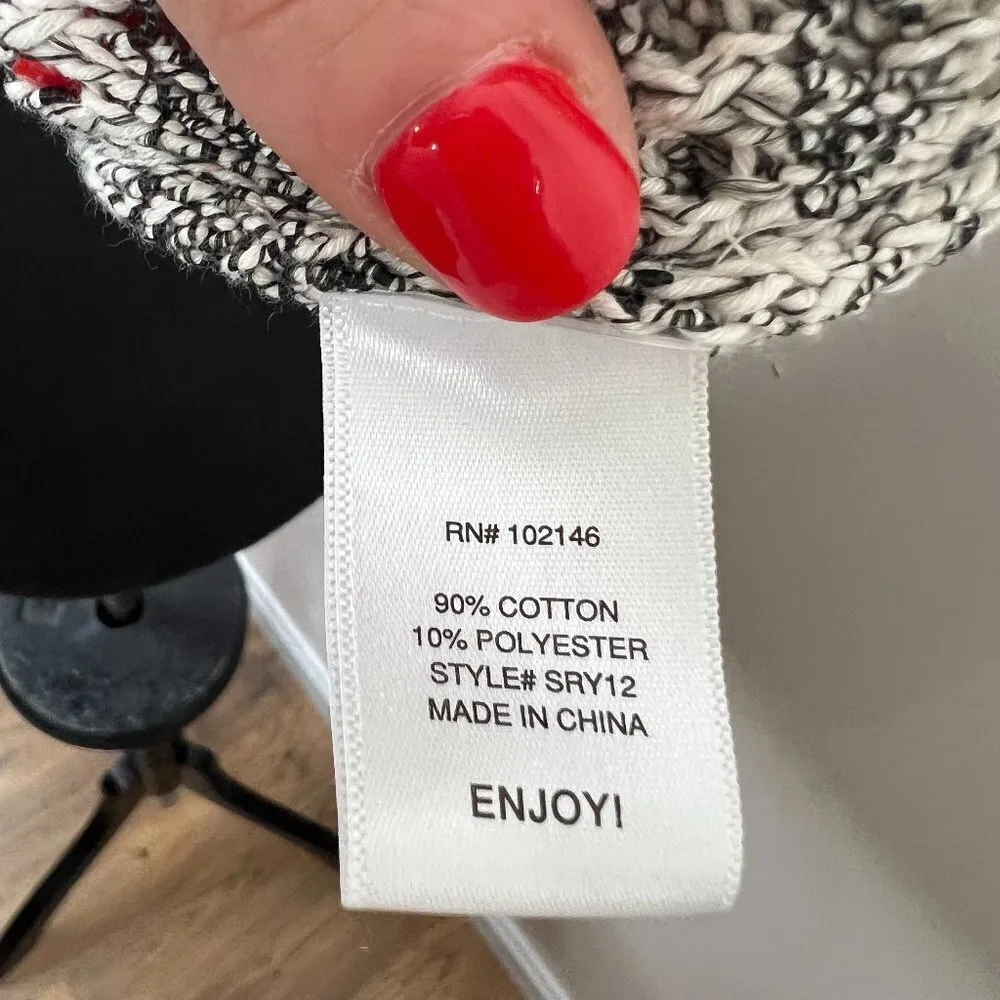 RN# 102146
90% COTTON
10% POLYESTER
STYLE# SRY12
MADE IN CHINA
ENJOY!